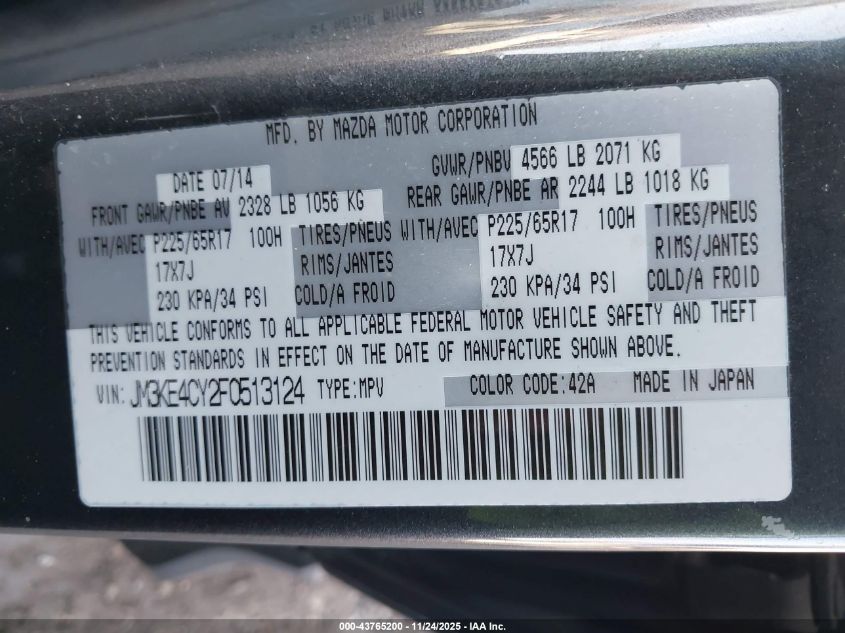 MFD. BY MAZDA MOTOR CORPORATION
DATE 07/14 GVWR/PNBV 4566 LB 2071 KG
FRONT GAWR/PNBE AV 2328 LB 1056 KG REAR GAWR/PNBE AR 2244 LB 1018 KG
WITH/AVEC P225/65R17 100H TIRES/PNEUS WITH/AVEC P225/65R17 100H TIRES/PNEUS
17X7J RIMS/JANTES 17X7J RIMS/JANTES
230 KPA/34 PSI COLD/A FROID 230 KPA/34 PSI COLD/A FROID
THIS VEHICLE CONFORMS TO ALL APPLICABLE FEDERAL MOTOR VEHICLE SAFETY AND THEFT
PREVENTION STANDARDS IN EFFECT ON THE DATE OF MANUFACTURE SHOWN ABOVE.
VIN: JM3KE4CY2F0513124 TYPE:MPV COLOR CODE:42A MADE IN JAPAN
000-43765200 - 11/24/2025 - IAA Inc.